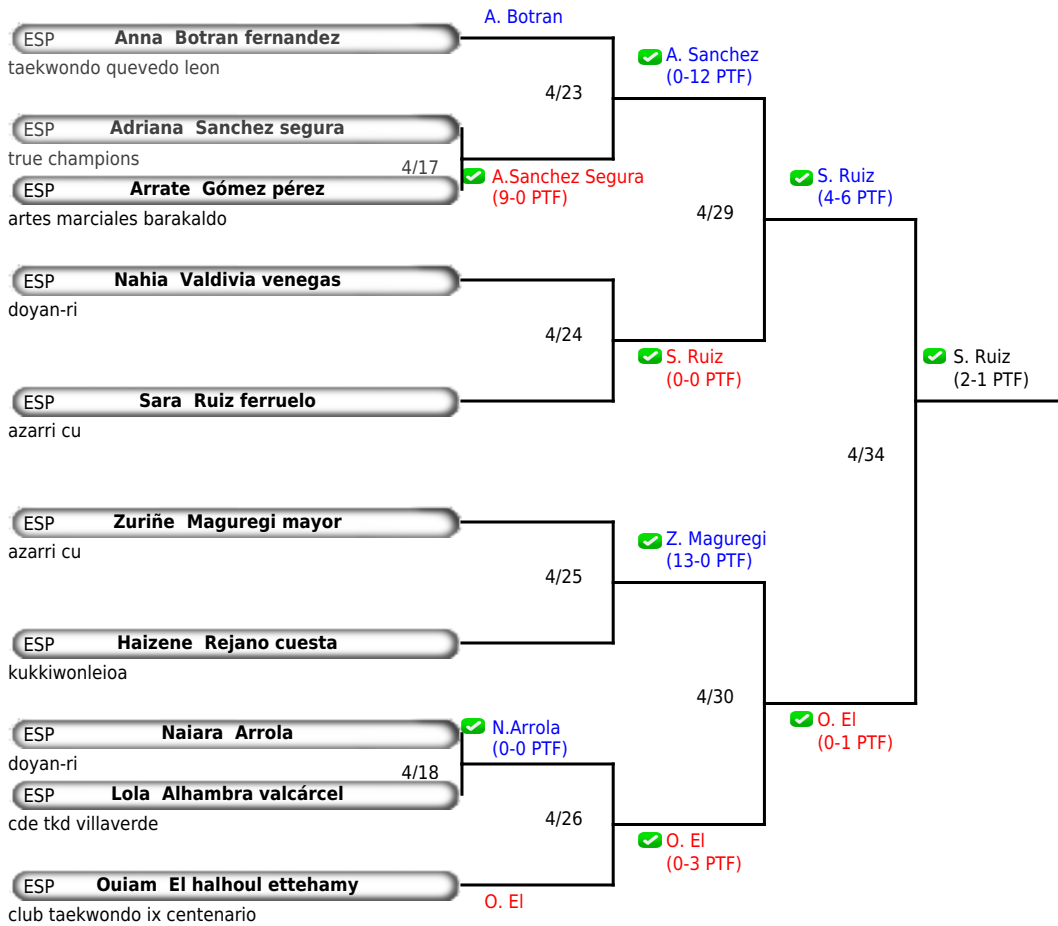 A. Botran
ESP Anna Botran fernandez
taekwondo quevedo leon
A. Sanchez
(0-12 PTF)
4/23
ESP Adriana Sanchez segura
true champions
4/17
A.Sanchez Segura
(9-0 PTF)
ESP Arrate Gómez pérez
artes marciales barakaldo
S. Ruiz
(4-6 PTF)
4/29
ESP Nahia Valdivia venegas
doyan-ri
4/24
S. Ruiz
(0-0 PTF)
S. Ruiz
(2-1 PTF)
ESP Sara Ruiz ferruelo
azarri cu
4/34
ESP Zuriñe Maguregi mayor
azarri cu
Z. Maguregi
(13-0 PTF)
4/25
ESP Haizene Rejano cuesta
kukkiwonleioa
4/30
O. El
(0-1 PTF)
ESP Naiara Arrola
doyan-ri
N.Arrola
(0-0 PTF)
4/18
ESP Lola Alhambra valcárcel
cde tkd villaverde
4/26
O. El
(0-3 PTF)
ESP Ouiam El halhoul ettehamy
club taekwondo ix centenario
O. El